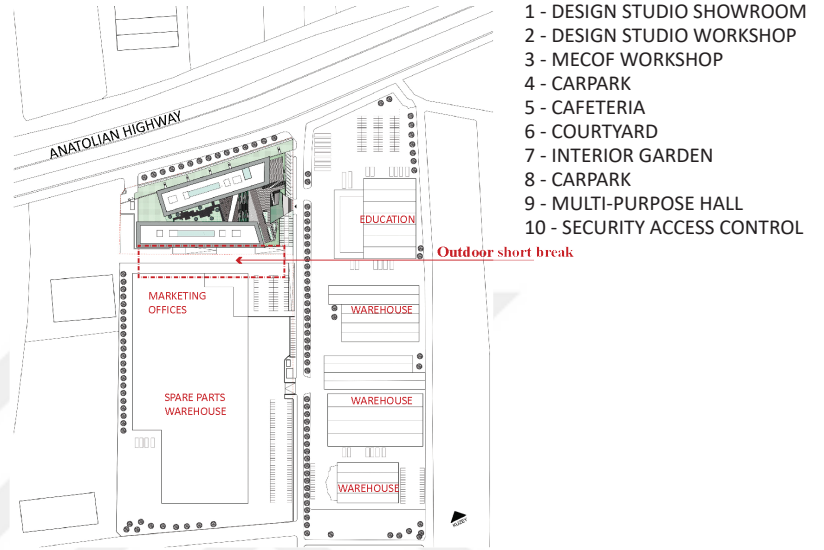 1 - DESIGN STUDIO SHOWROOM
2 - DESIGN STUDIO WORKSHOP
3 - MECOF WORKSHOP
4 - CARPARK
5 - CAFETERIA
6 - COURTYARD
7 - INTERIOR GARDEN
8 - CARPARK
9 - MULTI-PURPOSE HALL
10 - SECURITY ACCESS CONTROL
ANATOLIAN HIGHWAY
EDUCATION
Outdoor short break
MARKETING
OFFICES
WAREHOUSE
SPARE PARTS
WAREHOUSE
WAREHOUSE
WAREHOUSE
KUZEY